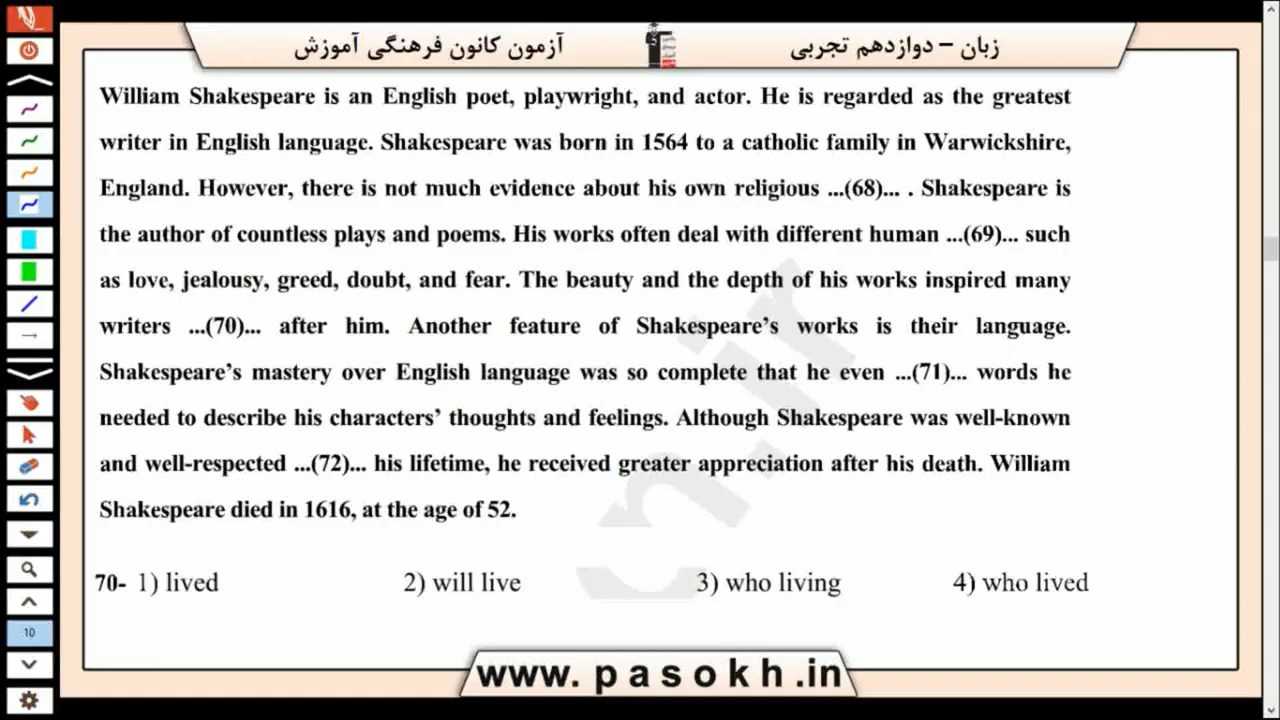 زبان – دوازدهم تجربی
آزمون کانون فرهنگی آموزش
William Shakespeare is an English poet, playwright, and actor. He is regarded as the greatest
writer in English language. Shakespeare was born in 1564 to a catholic family in Warwickshire,
England. However, there is not much evidence about his own religious ...(68)... . Shakespeare is
the author of countless plays and poems. His works often deal with different human ...(69)... such
as love, jealousy, greed, doubt, and fear. The beauty and the depth of his works inspired many
writers ...(70)... after him. Another feature of Shakespeare's works is their language.
Shakespeare's mastery over English language was so complete that he even ...(71)... words he
needed to describe his characters' thoughts and feelings. Although Shakespeare was well-known
and well-respected ...(72)... his lifetime, he received greater appreciation after his death. William
Shakespeare died in 1616, at the age of 52.
70- 1) lived 2) will live 3) who living 4) who lived
www. p a s o k h .in
10